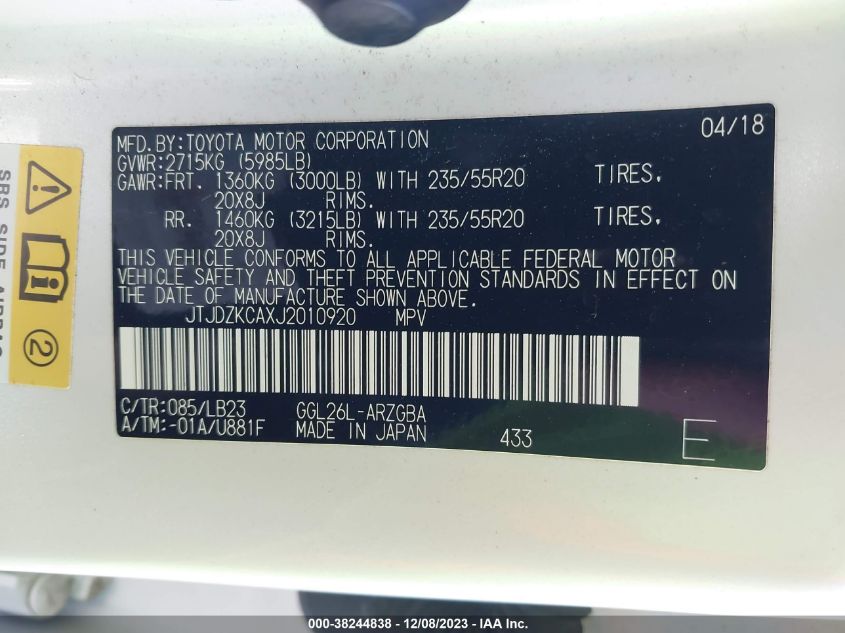 MFD.BY:TOYOTA MOTOR CORPORATION 04/18
GVWR:2715KG (5985LB)
GAWR:FRT. 1360KG (3000LB) WITH 235/55R20 TIRES,
20X8J RIMS.
RR. 1460KG (3215LB) WITH 235/55R20 TIRES,
20X8J RIMS.
THIS VEHICLE CONFORMS TO ALL APPLICABLE FEDERAL MOTOR
VEHICLE SAFETY AND THEFT PREVENTION STANDARDS IN EFFECT ON
THE DATE OF MANUFACTURE SHOWN ABOVE.
JTJDZKCAXJ2010920 MPV
C/TR:085/LB23 GGL26L-ARZGBA
A/TM:-01A/U881F MADE IN JAPAN 433 E
SRS SIDE AIRBAG
2
000-38244838 - 12/08/2023 - IAA Inc.